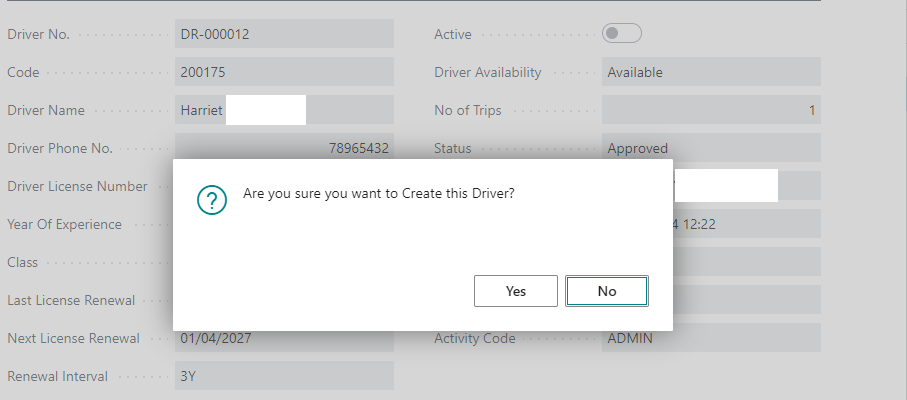 Driver No. DR-000012 Active
Code 200175 Driver Availability Available
Driver Name Harriet No of Trips 1
Driver Phone No. 78965432 Status Approved
Driver License Number
Are you sure you want to Create this Driver?
Year Of Experience 4 12:22
Class
Yes No
Last License Renewal
Next License Renewal 01/04/2027 Activity Code ADMIN
Renewal Interval 3Y